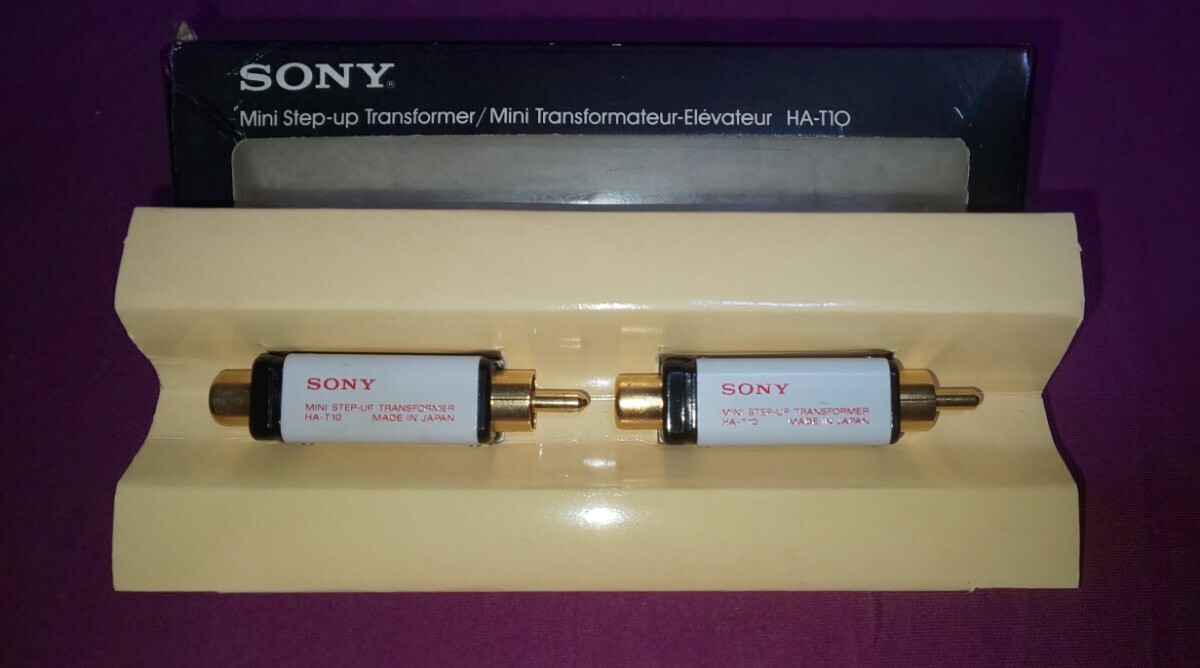 SONY®
Mini Step-up Transformer/Mini Transformateur-Elévateur HA-T10
SONY
MINI STEP-UP TRANSFORMER
HA-T10 MADE IN JAPAN
SONY
MINI STEP-UP TRANSFORMER
HA-T10 MADE IN JAPAN